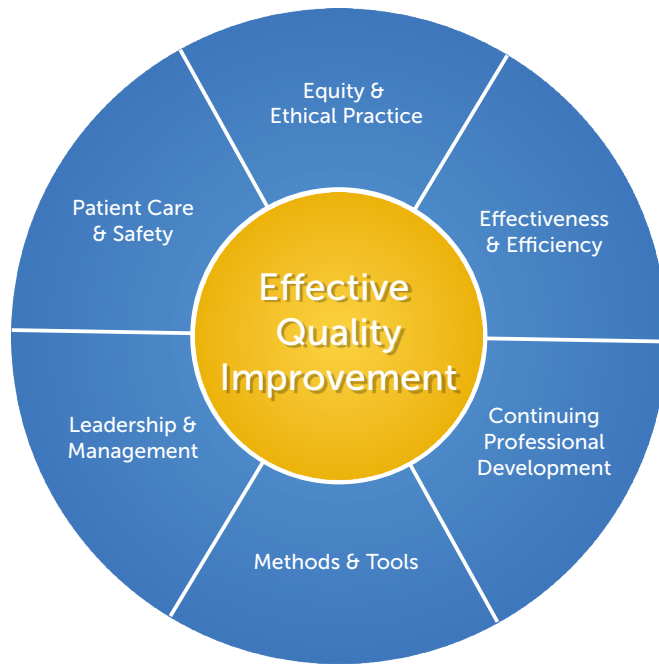 Equity &
Ethical Practice
Effectiveness
& Efficiency
Continuing
Professional
Development
Methods & Tools
Leadership &
Management
Patient Care
& Safety
Effective
Quality
Improvement